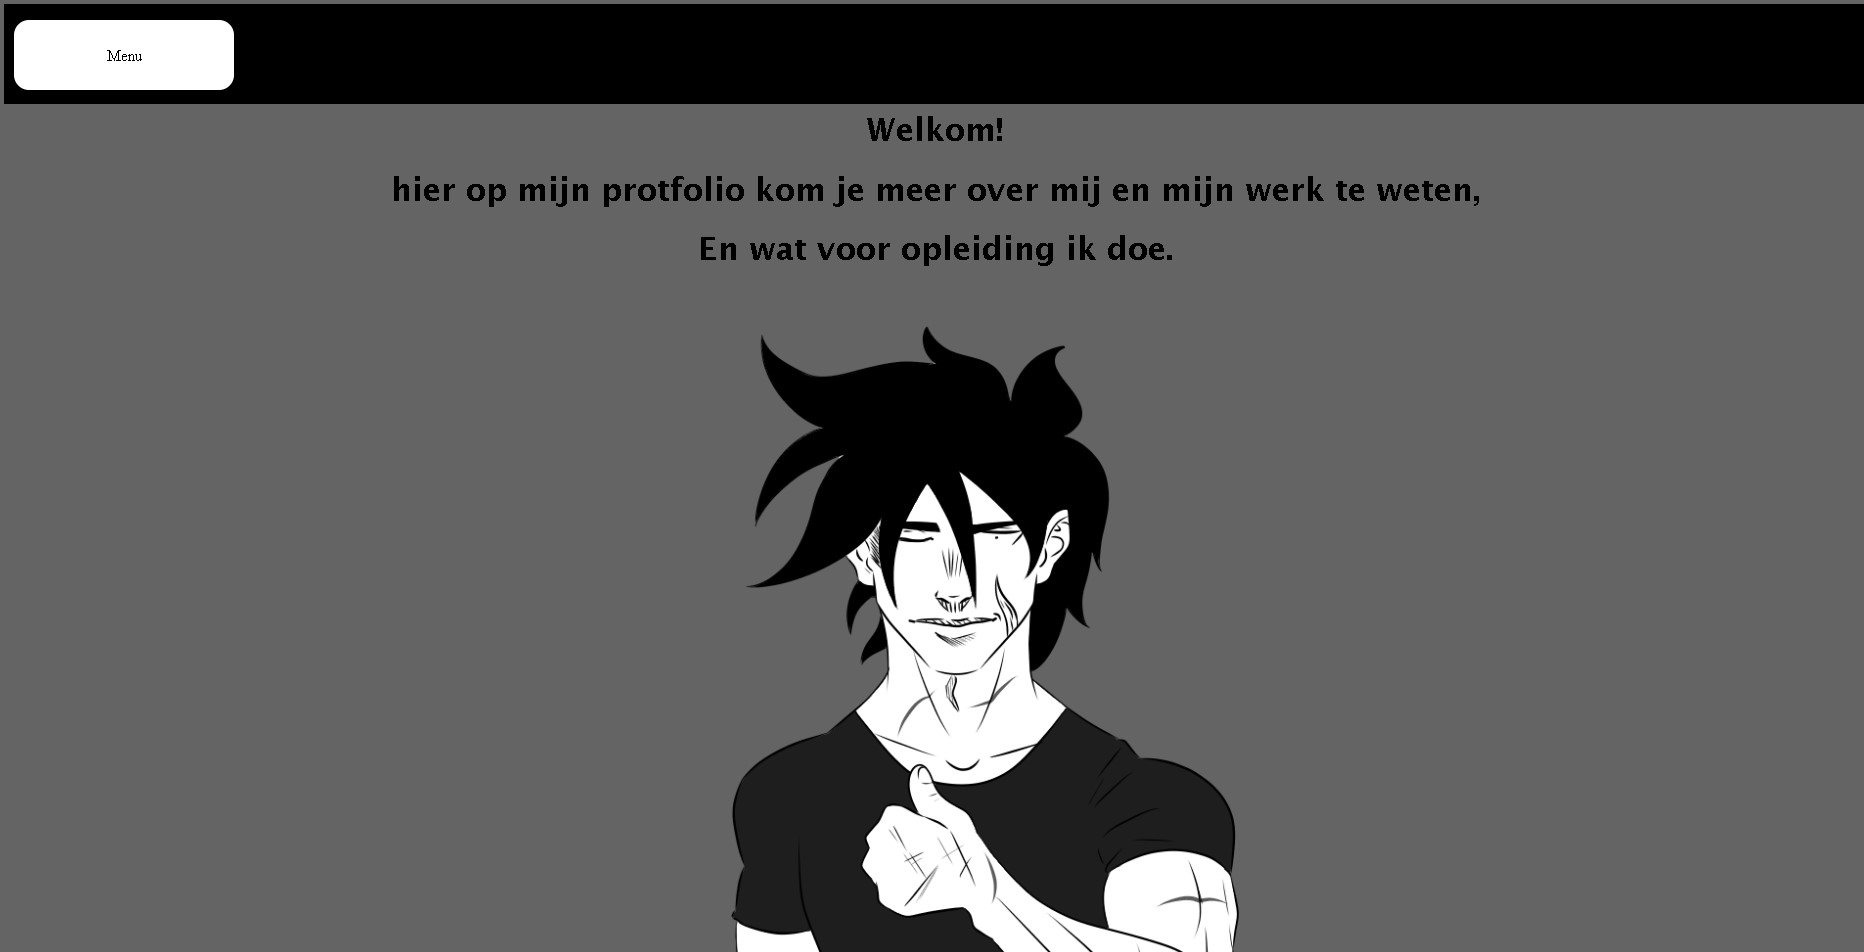 Menu
Welkom!
hier op mijn protfolio kom je meer over mij en mijn werk te weten,
En wat voor opleiding ik doe.